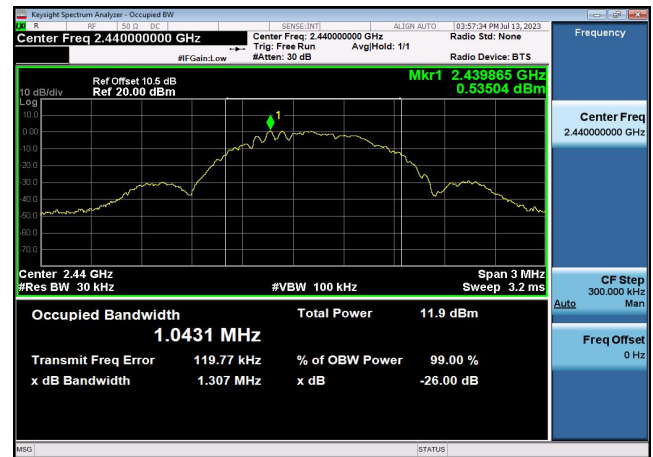 Keysight Spectrum Analyzer - Occupied BW
LXI R RF 50 Ω DC SENSE:INT ALIGN AUTO 03:57:34 PM Jul 13, 2023
Center Freq 2.440000000 GHz
Center Freq: 2.440000000 GHz Radio Std: None
Trig: Free Run Avg|Hold: 1/1
#IFGain:Low #Atten: 30 dB Radio Device: BTS
Frequency
Ref Offset 10.5 dB Mkr1 2.439865 GHz
10 dB/div Ref 20.00 dBm 0.53504 dBm
Log
10.0
0.00
-10.0
-20.0
-30.0
-40.0
-50.0
-60.0
-70.0
1
Center Freq
2.440000000 GHz
Center 2.44 GHz Span 3 MHz
#Res BW 30 kHz #VBW 100 kHz Sweep 3.2 ms
CF Step
300.000 kHz
Auto Man
Occupied Bandwidth Total Power 11.9 dBm
1.0431 MHz
Transmit Freq Error 119.77 kHz % of OBW Power 99.00 %
x dB Bandwidth 1.307 MHz x dB -26.00 dB
Freq Offset
0 Hz
MSG STATUS